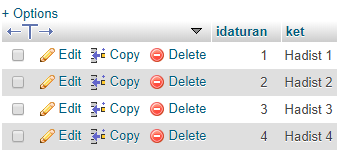 + Options
←T→ idaturan ket
Edit Copy Delete 1 Hadist 1
Edit Copy Delete 2 Hadist 2
Edit Copy Delete 3 Hadist 3
Edit Copy Delete 4 Hadist 4